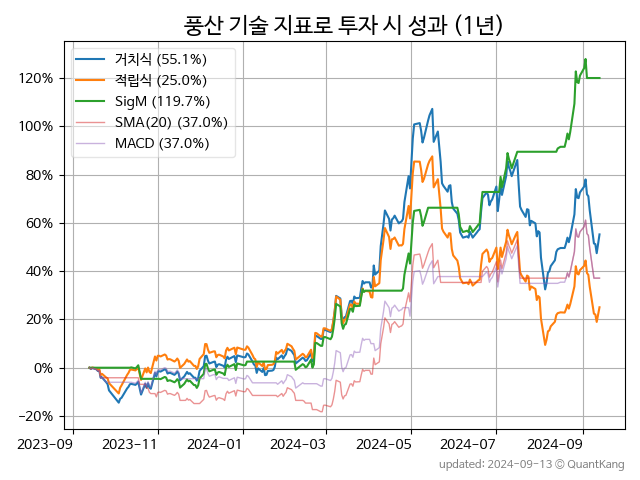 풍산 기술 지표로 투자 시 성과 (1년)
거치식 (55.1%)
적립식 (25.0%)
SigM (119.7%)
SMA(20) (37.0%)
MACD (37.0%)
120%
100%
80%
60%
40%
20%
0%
−20%
2023−09 2023−11 2024−01 2024−03 2024−05 2024−07 2024−09
updated: 2024-09-13 ⓒ QuantKang